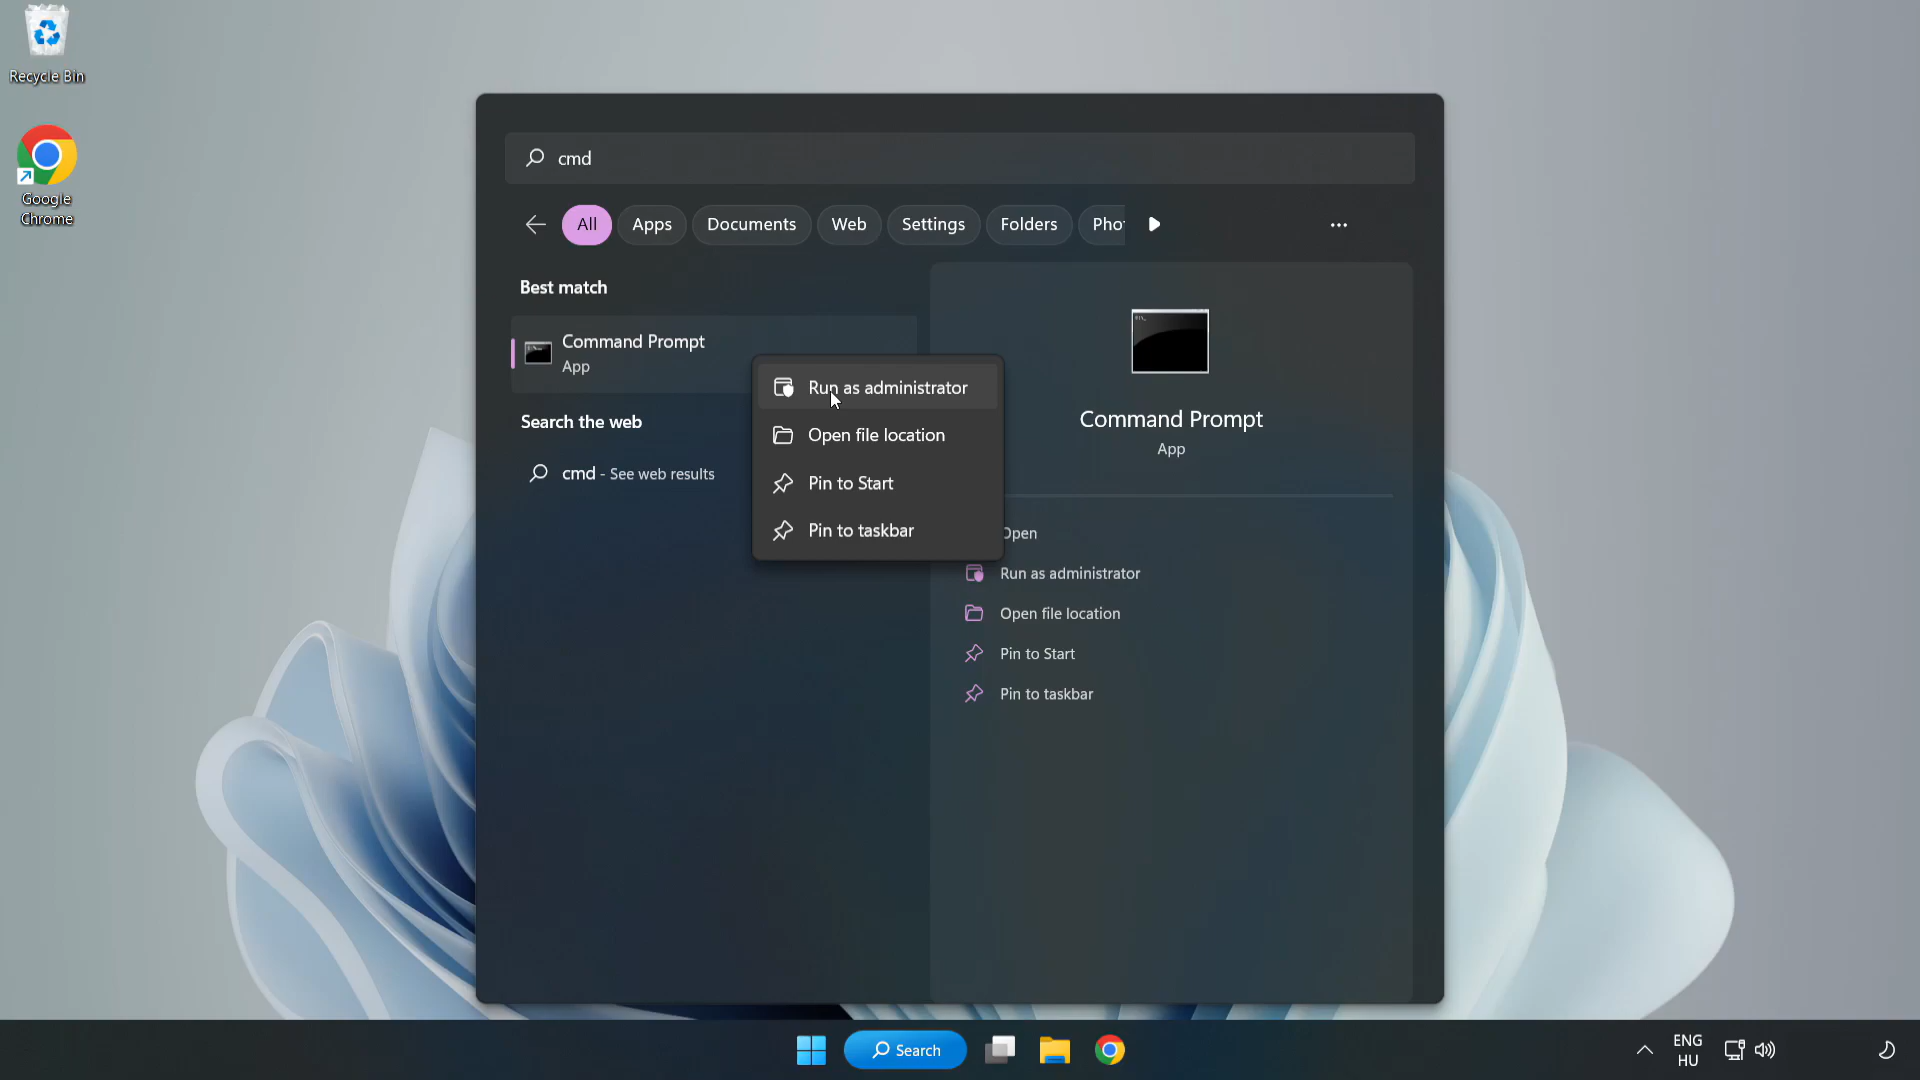 Recycle Bin
Google
Chrome
cmd
All
Apps
Documents
Web
Settings
Folders
Pho
Best match
Command Prompt
App
Search the web
cmd - See web results
Run as administrator
Open file location
Pin to Start
Pin to taskbar
Command Prompt
App
Open
Run as administrator
Open file location
Pin to Start
Pin to taskbar
Search
ENG
HU